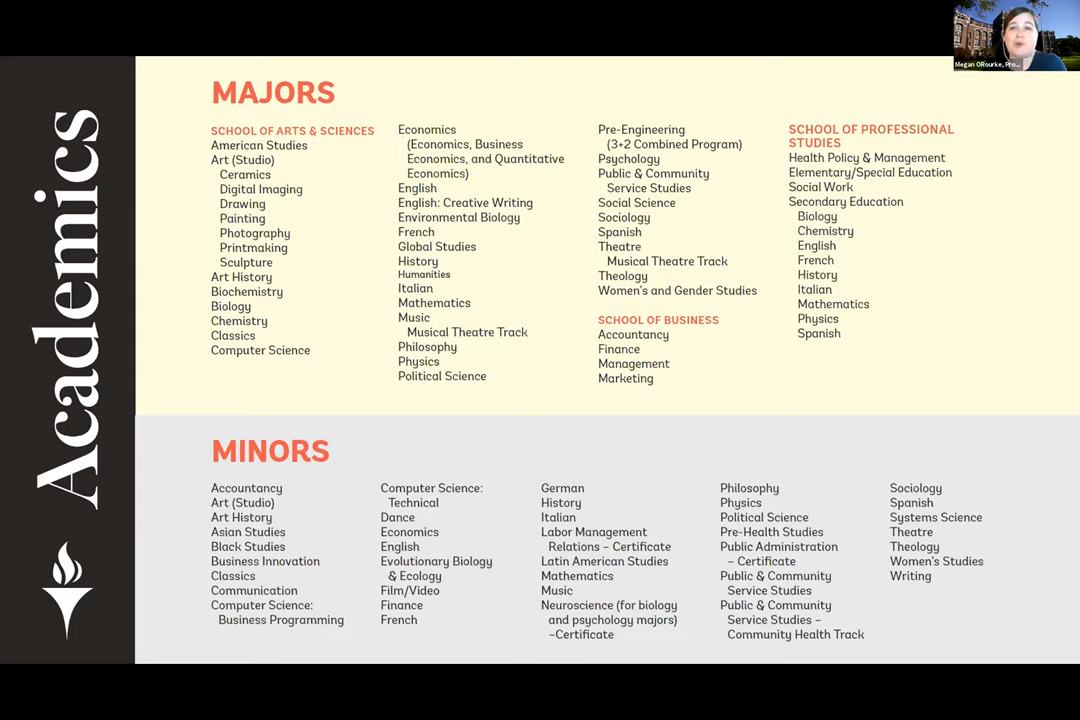 Megan ORourke, Pro...
Academics
MAJORS
SCHOOL OF ARTS & SCIENCES
American Studies
Art (Studio)
Ceramics
Digital Imaging
Drawing
Painting
Photography
Printmaking
Sculpture
Art History
Biochemistry
Biology
Chemistry
Classics
Computer Science
Economics
(Economics, Business
Economics, and Quantitative
Economics)
English
English: Creative Writing
Environmental Biology
French
Global Studies
History
Humanities
Italian
Mathematics
Music
Musical Theatre Track
Philosophy
Physics
Political Science
Pre-Engineering
(3+2 Combined Program)
Psychology
Public & Community
Service Studies
Social Science
Sociology
Spanish
Theatre
Musical Theatre Track
Theology
Women's and Gender Studies
SCHOOL OF BUSINESS
Accountancy
Finance
Management
Marketing
SCHOOL OF PROFESSIONAL
STUDIES
Health Policy & Management
Elementary/Special Education
Social Work
Secondary Education
Biology
Chemistry
English
French
History
Italian
Mathematics
Physics
Spanish
MINORS
Accountancy
Art (Studio)
Art History
Asian Studies
Black Studies
Business Innovation
Classics
Communication
Computer Science:
Business Programming
Computer Science:
Technical
Dance
Economics
English
Evolutionary Biology
& Ecology
Film/Video
Finance
French
German
History
Italian
Labor Management
Relations – Certificate
Latin American Studies
Mathematics
Music
Neuroscience (for biology
and psychology majors)
–Certificate
Philosophy
Physics
Political Science
Pre-Health Studies
Public Administration
– Certificate
Public & Community
Service Studies
Public & Community
Service Studies –
Community Health Track
Sociology
Spanish
Systems Science
Theatre
Theology
Women's Studies
Writing